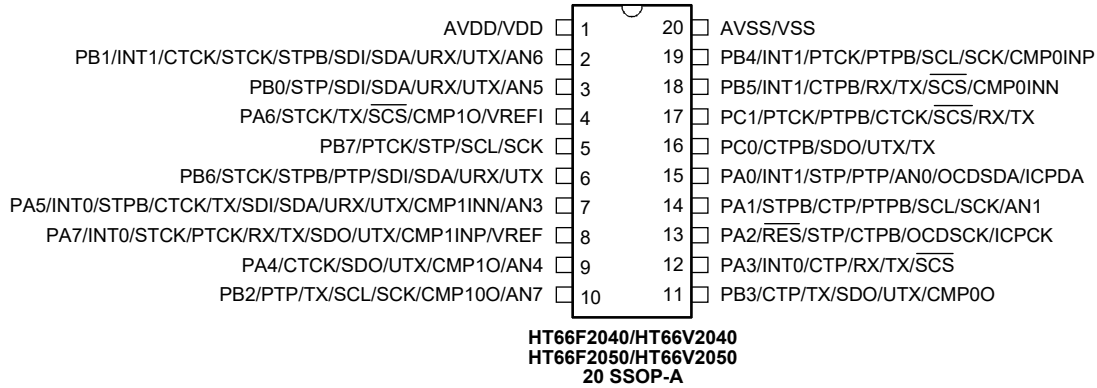 AVDD/VDD 1 20 AVSS/VSS
PB1/INT1/CTCK/STCK/STPB/SDI/SDA/URX/UTX/AN6 2 19 PB4/INT1/PTCK/PTPB/SCL/SCK/CMP0INP
PB0/STP/SDI/SDA/URX/UTX/AN5 3 18 PB5/INT1/CTPB/RX/TX/SCS/CMP0INN
PA6/STCK/TX/SCS/CMP1O/VREFI 4 17 PC1/PTCK/PTPB/CTCK/SCS/RX/TX
PB7/PTCK/STP/SCL/SCK 5 16 PC0/CTPB/SDO/UTX/TX
PB6/STCK/STPB/PTP/SDI/SDA/URX/UTX 6 15 PA0/INT1/STP/PTP/AN0/OCDSDA/ICPDA
PA5/INT0/STPB/CTCK/TX/SDI/SDA/URX/UTX/CMP1INN/AN3 7 14 PA1/STPB/CTP/PTPB/SCL/SCK/AN1
PA7/INT0/STCK/PTCK/RX/TX/SDO/UTX/CMP1INP/VREF 8 13 PA2/RES/STP/CTPB/OCDSCK/ICPCK
PA4/CTCK/SDO/UTX/CMP1O/AN4 9 12 PA3/INT0/CTP/RX/TX/SCS
PB2/PTP/TX/SCL/SCK/CMP10O/AN7 10 11 PB3/CTP/TX/SDO/UTX/CMP0O
HT66F2040/HT66V2040
HT66F2050/HT66V2050
20 SSOP-A